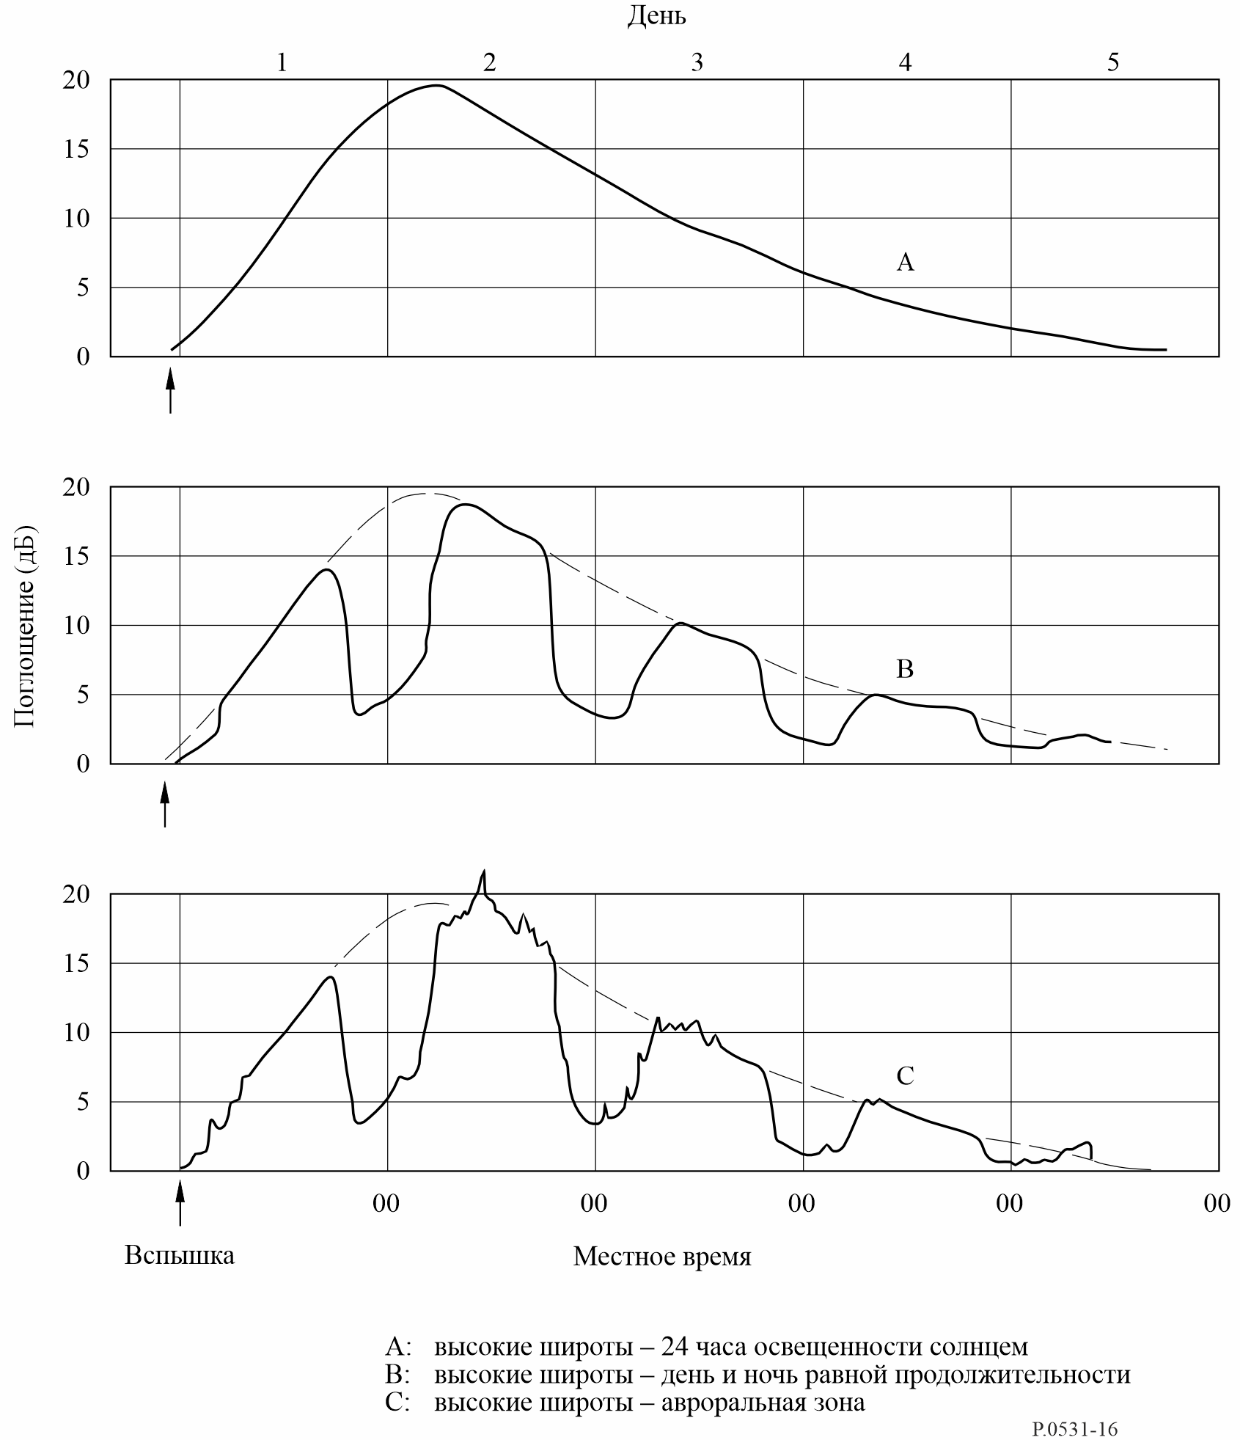 День
1 2 3 4 5
20
15
10
5
0
A
Поглощение (дБ)
20
15
10
5
0
B
20
15
10
5
0
C
00 00 00 00 00
Вспышка Местное время
A: высокие широты – 24 часа освещенности солнцем
B: высокие широты – день и ночь равной продолжительности
C: высокие широты – авроральная зона
P.0531-16